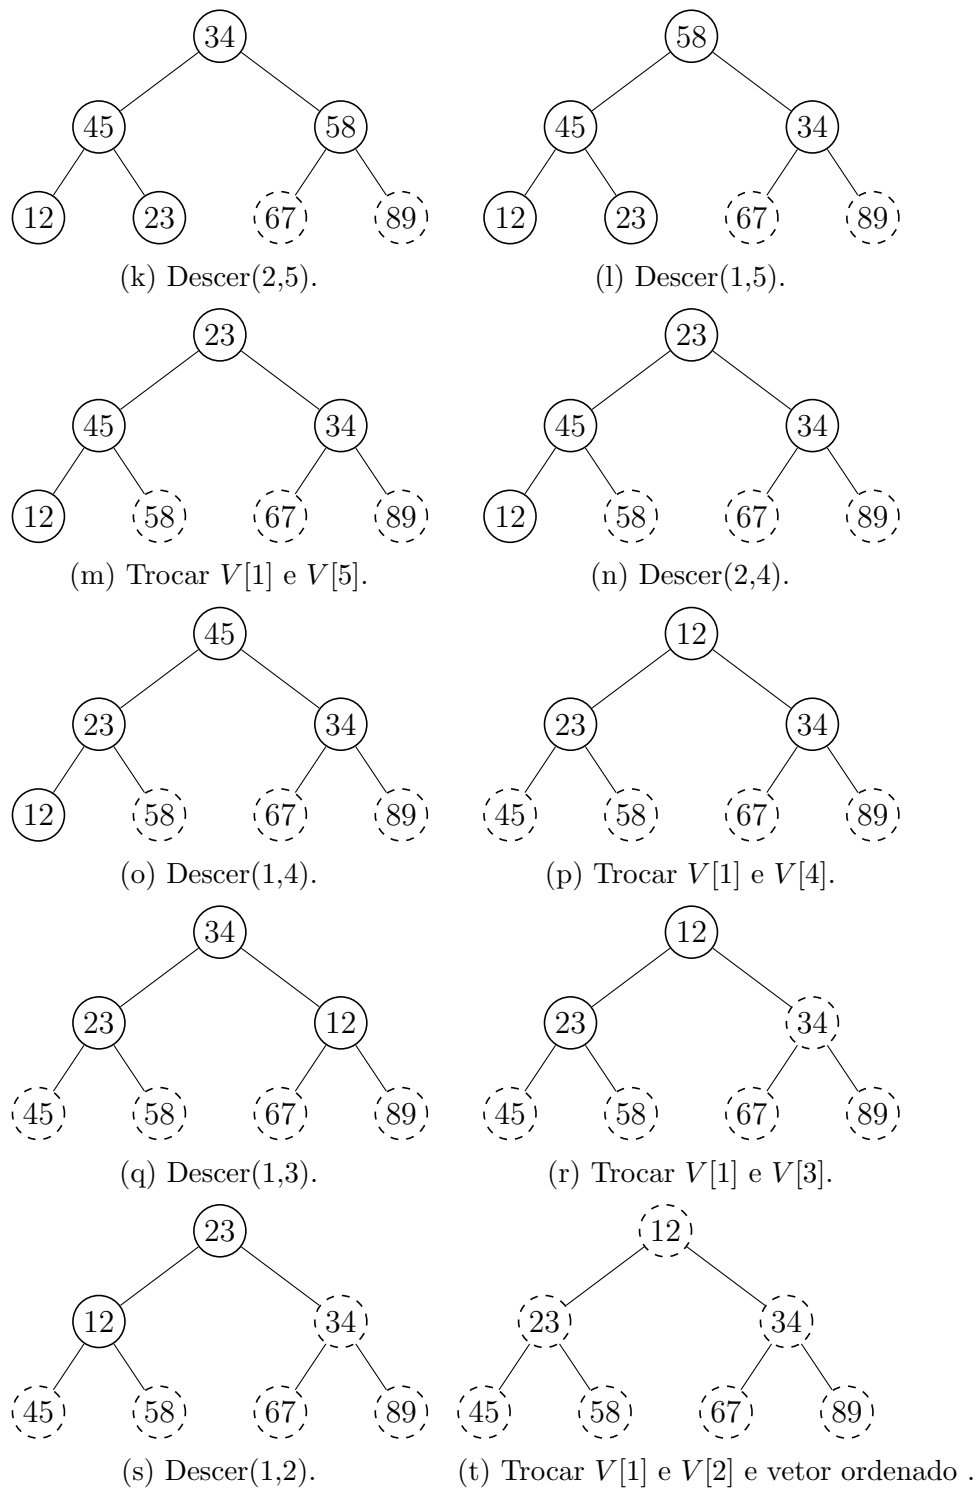 34 58
45 58 45 34
12 23 67 89 12 23 67 89
(k) Descer(2,5). (l) Descer(1,5).
23 23
45 34 45 34
12 58 67 89 12 58 67 89
(m) Trocar V[1] e V[5]. (n) Descer(2,4).
45 12
23 34 23 34
12 58 67 89 45 58 67 89
(o) Descer(1,4). (p) Trocar V[1] e V[4].
34 12
23 12 23 34
45 58 67 89 45 58 67 89
(q) Descer(1,3). (r) Trocar V[1] e V[3].
23 12
12 34 23 34
45 58 67 89 45 58 67 89
(s) Descer(1,2). (t) Trocar V[1] e V[2] e vetor ordenado .